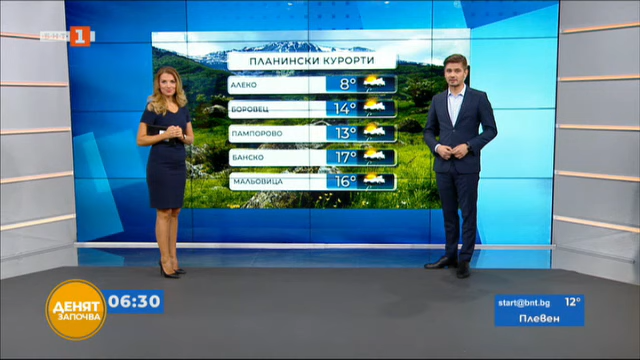 БНТ 1
ПЛАНИНСКИ КУРОРТИ
АЛЕКО 8°
БОРОВЕЦ 14°
ПАМПОРОВО 13°
БАНСКО 17°
МАЛЬОВИЦА 16°
ДЕНЯТ
ЗАПОЧВА
06:30
start@bnt.bg 12°
Плевен